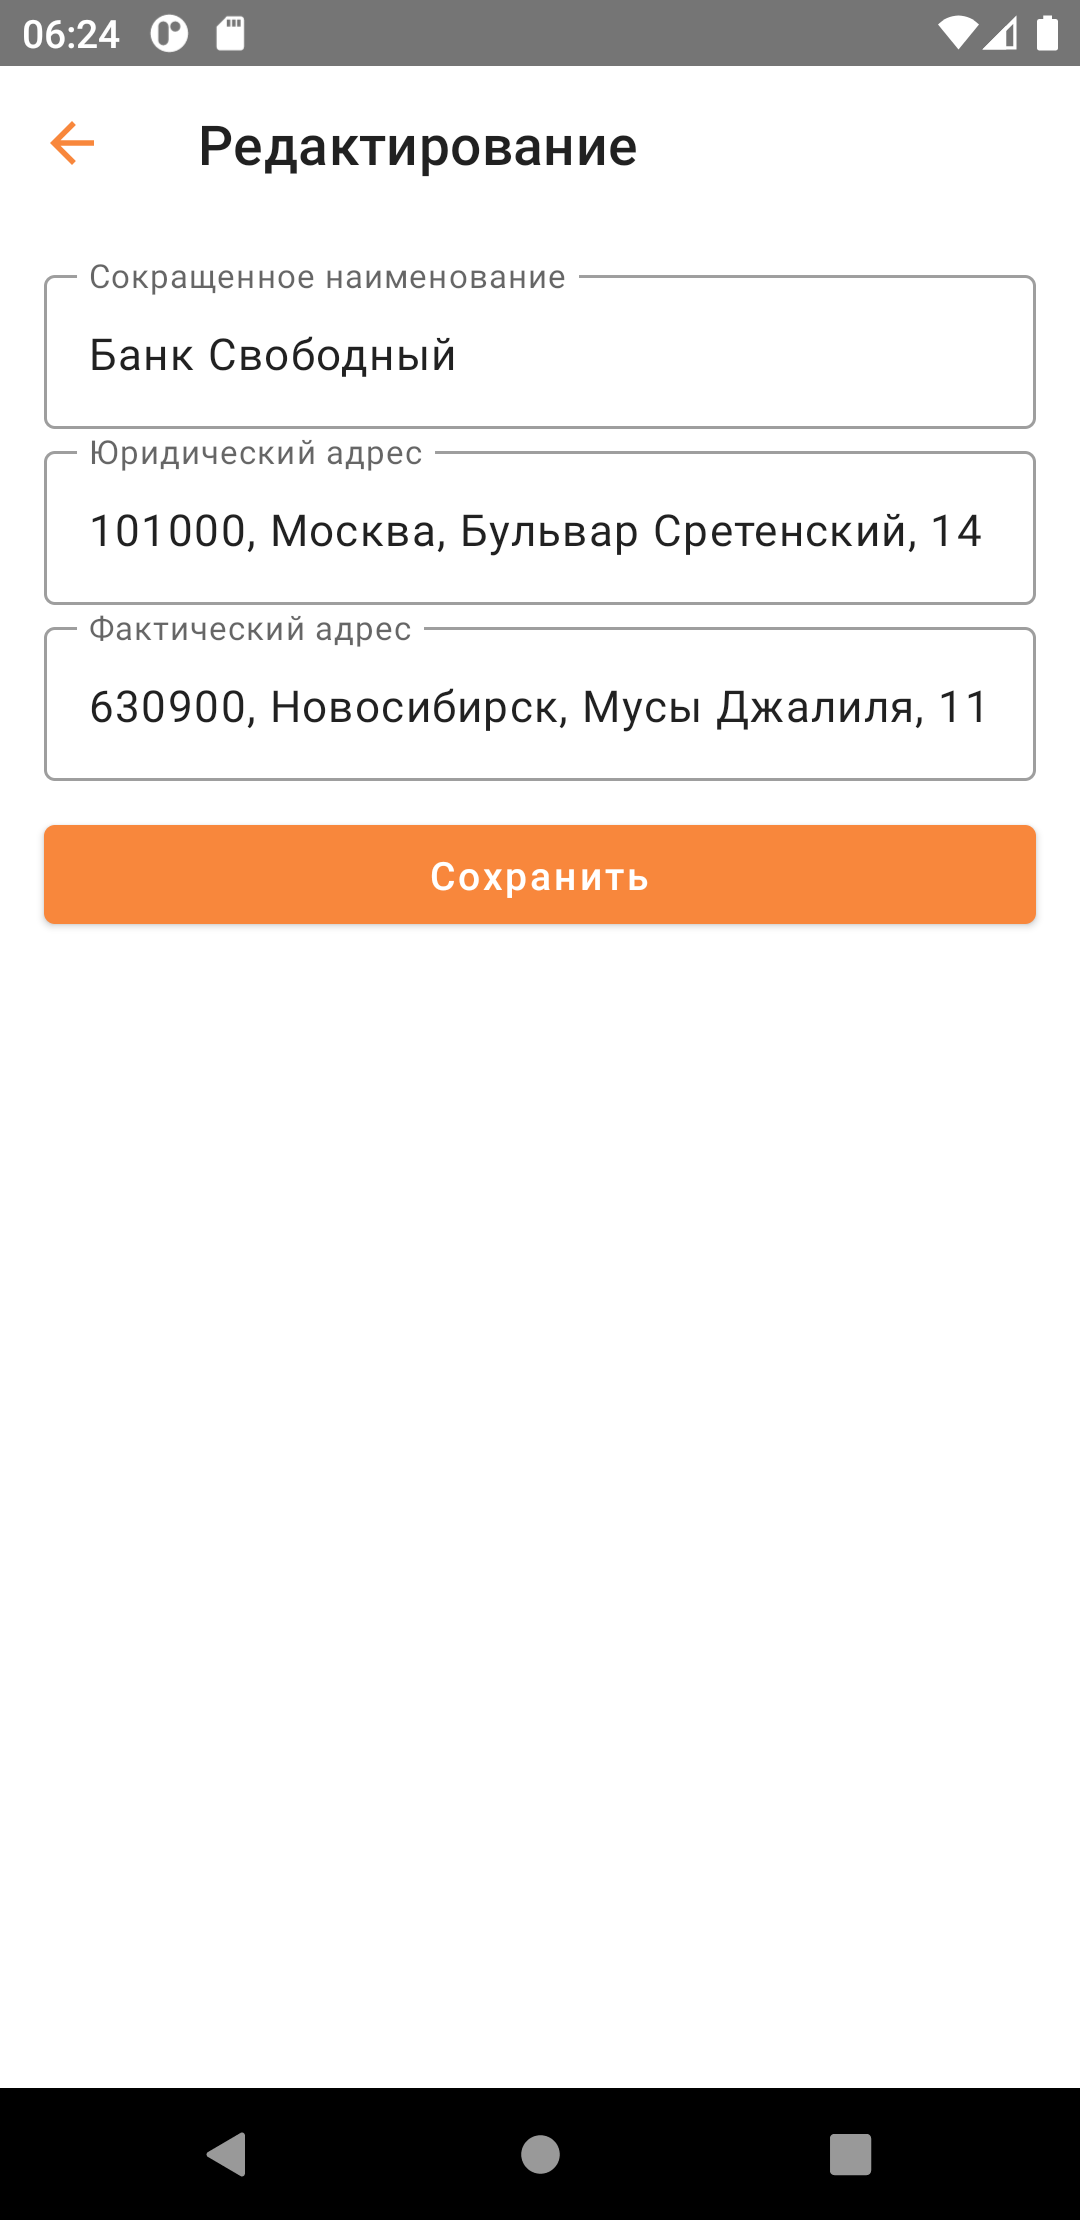 06:24
Редактирование
Сокращенное наименование
Банк Свободный
Юридический адрес
101000, Москва, Бульвар Сретенский, 14
Фактический адрес
630900, Новосибирск, Мусы Джалиля, 11
Сохранить